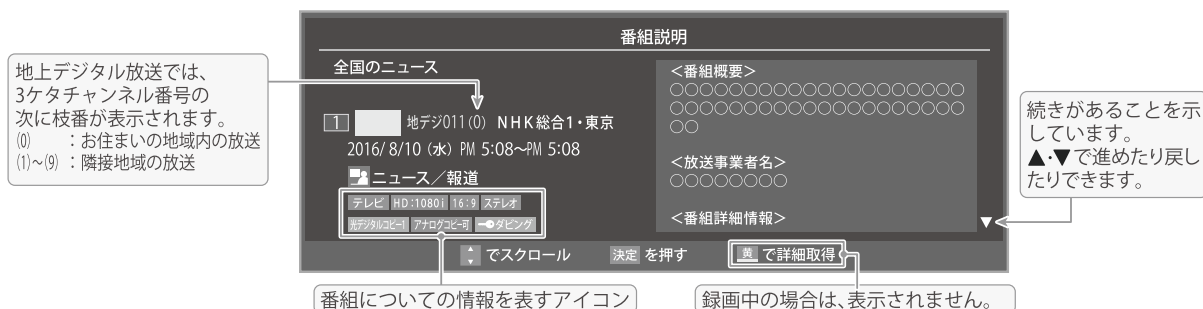 番組説明
地上デジタル放送では、
3ケタチャンネル番号の
次に枝番が表示されます。
(0) ：お住まいの地域内の放送
(1)~(9) ：隣接地域の放送
全国のニュース
1 地デジ011(0) NHK総合1・東京
2016/ 8/10 (水) PM 5:08～PM 5:08
ニュース／報道
テレビ HD:1080i 16:9 ステレオ
光デジタルコピー1 アナログコピー可 ダビング
<番組概要>
○○○○○○○○○○○○○○○○○○○○
○○○○○○○○○○○○○○○○○○○○
○○
<放送事業者名>
○○○○○○○○
<番組詳細情報>
▼
続きがあることを示
しています。
▲・▼で進めたり戻し
たりできます。
でスクロール 決定 を押す 黄 で詳細取得
番組についての情報を表すアイコン
録画中の場合は、表示されません。